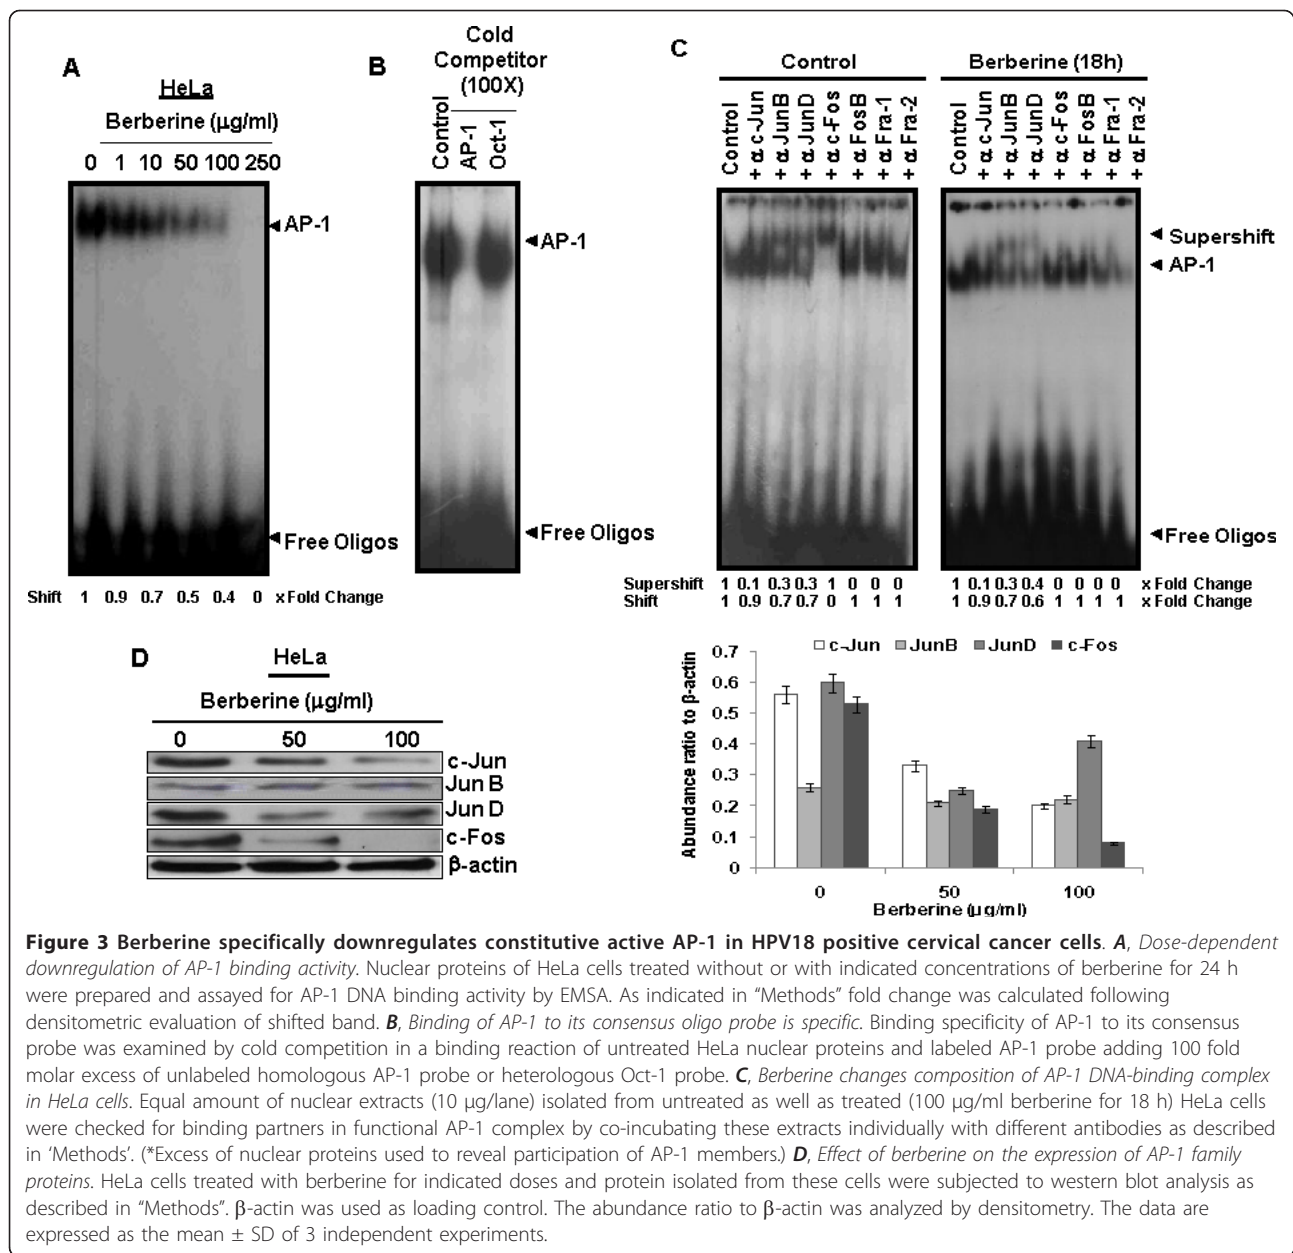 A
HeLa
Berberine (µg/ml)
0 1 10 50 100 250
AP-1
Free Oligos
Shift 1 0.9 0.7 0.5 0.4 0 x Fold Change
B
Cold
Competitor
(100X)
Control
AP-1
Oct-1
AP-1
Free Oligos
C
Control
Control
+ α c-Jun
+ α JunB
+ α JunD
+ α c-Fos
+ α FosB
+ α Fra-1
+ α Fra-2
Berberine (18h)
Control
+ α c-Jun
+ α JunB
+ α JunD
+ α c-Fos
+ α FosB
+ α Fra-1
+ α Fra-2
Supershift
AP-1
Free Oligos
Supershift 1 0.1 0.3 0.3 1 0 0 0 1 0.1 0.3 0.4 0 0 0 0 x Fold Change
Shift 1 0.9 0.7 0.7 0 1 1 1 1 0.9 0.7 0.6 1 1 1 1 x Fold Change
D
HeLa
Berberine (µg/ml)
0 50 100
c-Jun
Jun B
Jun D
c-Fos
β-actin
c-Jun JunB JunD c-Fos
Abundance ratio to β-actin
0.7
0.6
0.5
0.4
0.3
0.2
0.1
0
0 50 100
Berberine (µg/ml)
Figure 3 Berberine specifically downregulates constitutive active AP-1 in HPV18 positive cervical cancer cells. A, Dose-dependent
downregulation of AP-1 binding activity. Nuclear proteins of HeLa cells treated without or with indicated concentrations of berberine for 24 h
were prepared and assayed for AP-1 DNA binding activity by EMSA. As indicated in "Methods" fold change was calculated following
densitometric evaluation of shifted band. B, Binding of AP-1 to its consensus oligo probe is specific. Binding specificity of AP-1 to its consensus
probe was examined by cold competition in a binding reaction of untreated HeLa nuclear proteins and labeled AP-1 probe adding 100 fold
molar excess of unlabeled homologous AP-1 probe or heterologous Oct-1 probe. C, Berberine changes composition of AP-1 DNA-binding complex
in HeLa cells. Equal amount of nuclear extracts (10 µg/lane) isolated from untreated as well as treated (100 µg/ml berberine for 18 h) HeLa cells
were checked for binding partners in functional AP-1 complex by co-incubating these extracts individually with different antibodies as described
in 'Methods'. (*Excess of nuclear proteins used to reveal participation of AP-1 members.) D, Effect of berberine on the expression of AP-1 family
proteins. HeLa cells treated with berberine for indicated doses and protein isolated from these cells were subjected to western blot analysis as
described in "Methods". β-actin was used as loading control. The abundance ratio to β-actin was analyzed by densitometry. The data are
expressed as the mean ± SD of 3 independent experiments.